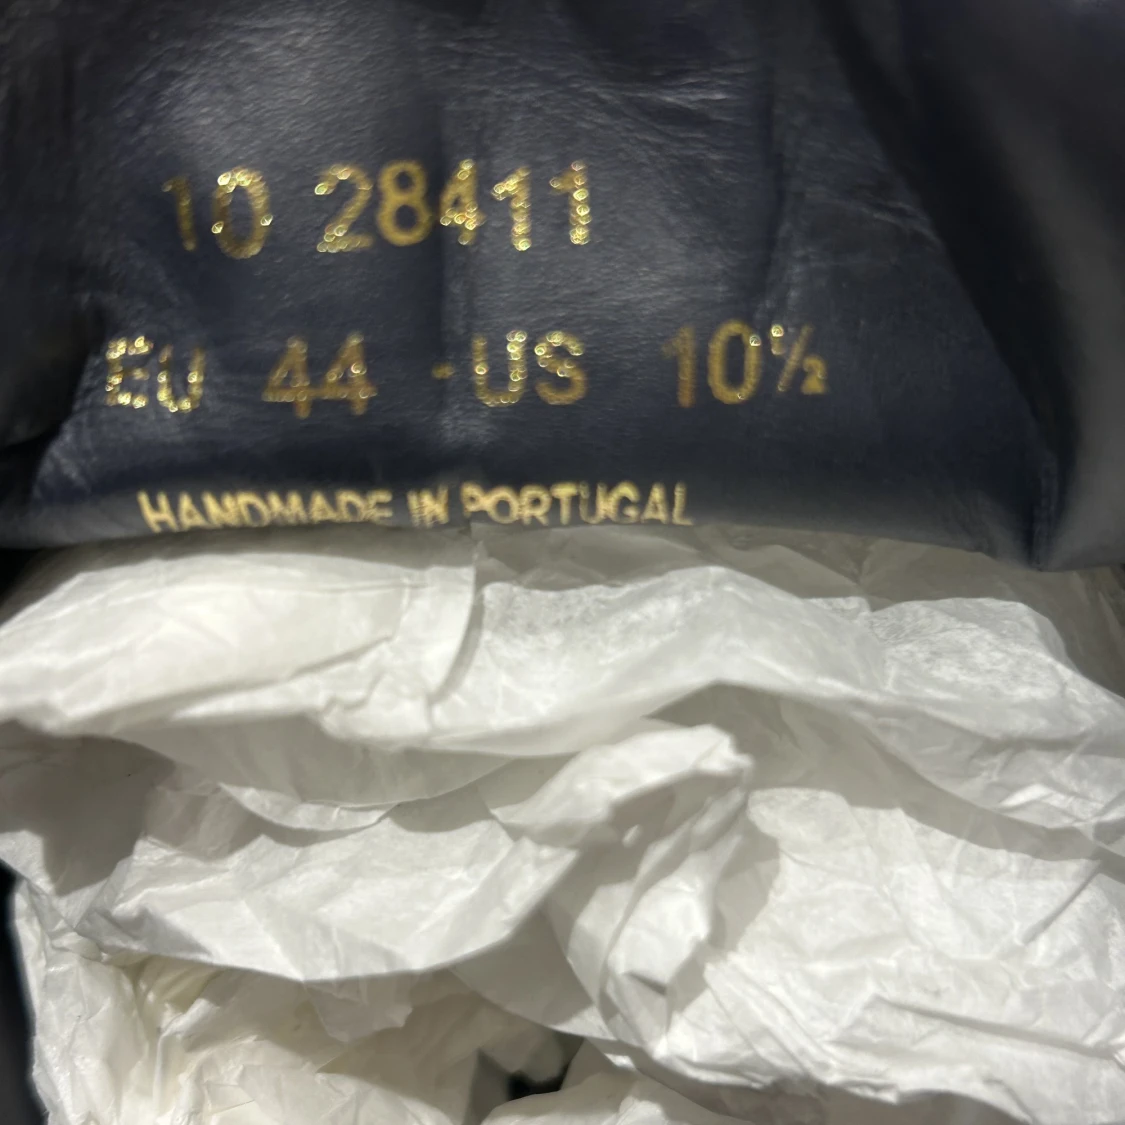 10 28411
EU 44 -US 10½
HANDMADE IN PORTUGAL